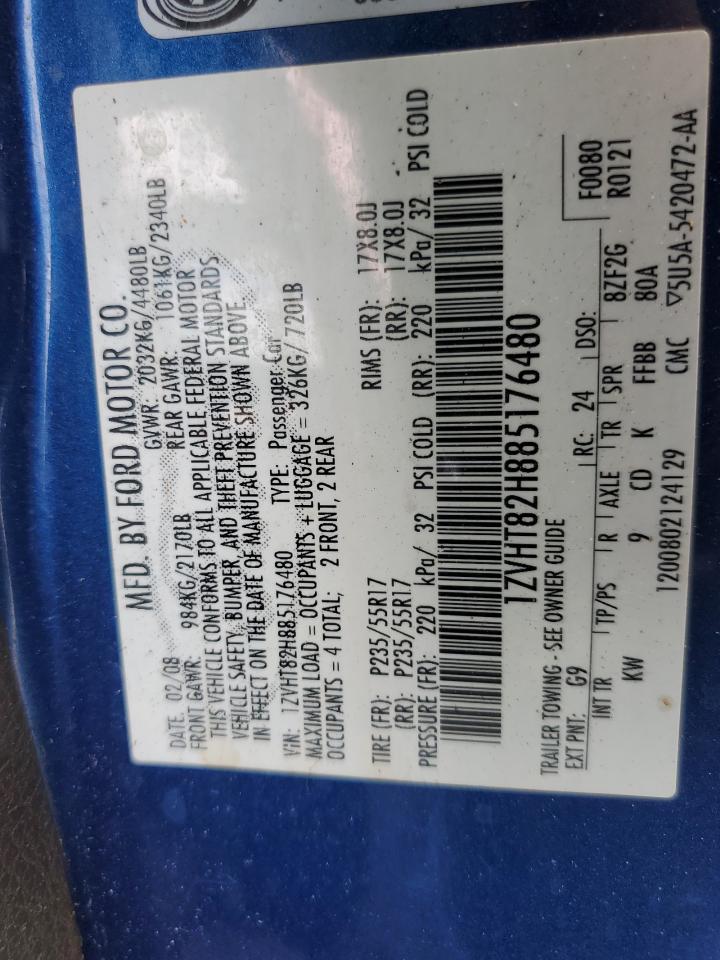 MFD. BY FORD MOTOR CO.
DATE: 02/08 GVWR: 2032KG/4480LB
FRONT GAWR: 984KG/2170LB REAR GAWR: 1061KG/2340LB
THIS VEHICLE CONFORMS TO ALL APPLICABLE FEDERAL MOTOR
VEHICLE SAFETY, BUMPER, AND THEFT PREVENTION STANDARDS
IN EFFECT ON THE DATE OF MANUFACTURE SHOWN ABOVE.
VIN: 1ZVHT82H885176480 TYPE: Passenger Car
MAXIMUM LOAD = OCCUPANTS + LUGGAGE = 326KG/720LB
OCCUPANTS = 4 TOTAL; 2 FRONT, 2 REAR
TIRE (FR): P235/55R17 RIMS (FR): 17X8.0J
(RR): P235/55R17 (RR): 17X8.0J
PRESSURE (FR): 220 kPa/ 32 PSI COLD (RR): 220 kPa/ 32 PSI COLD
1ZVHT82H885176480
TRAILER TOWING - SEE OWNER GUIDE
EXT PNT: G9 RC: 24 DSO: F0080
R0121
INT TR TP/PS R AXLE TR SPR 8ZF2G
KW 9 CD K FFBB 80A
1200802124129 CMC ▽5U5A-5420472-AA